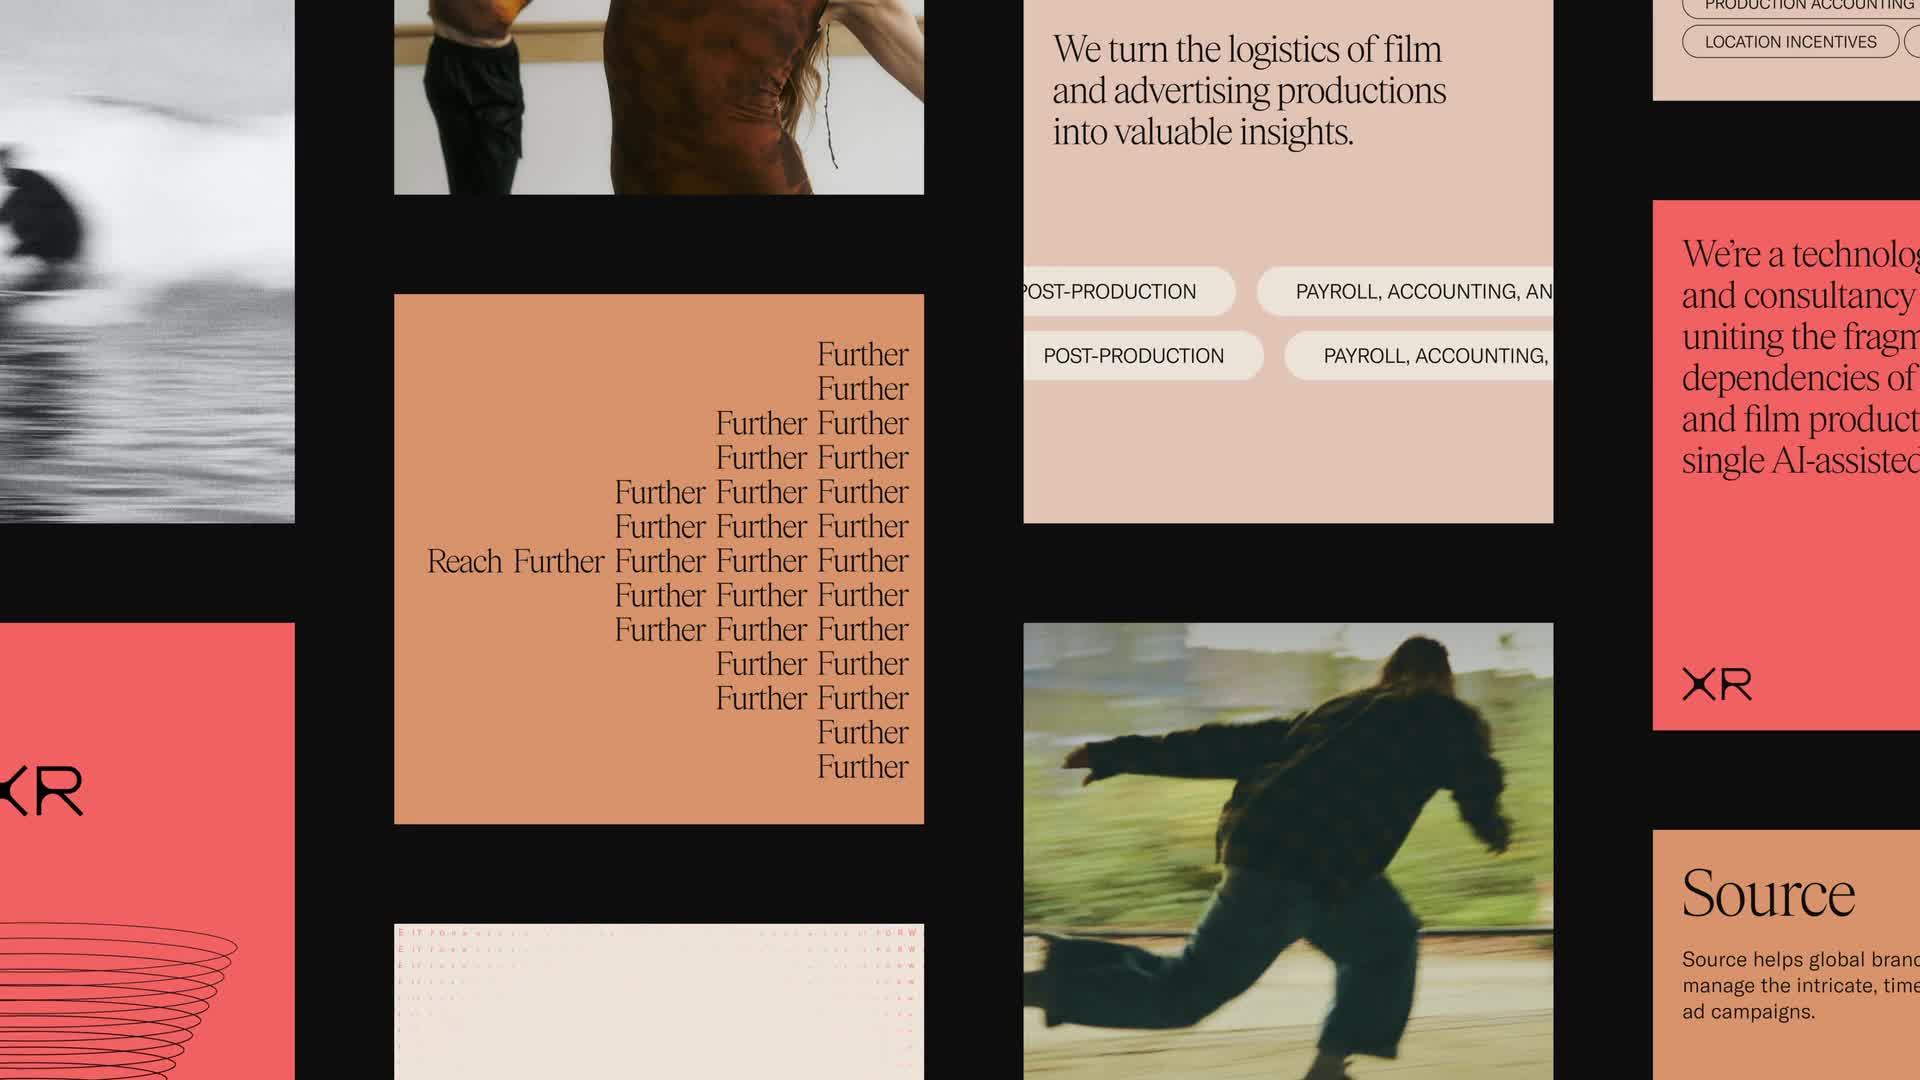 XR
Further
Further
Further Further
Further Further
Further Further Further
Further Further Further
Reach Further Further Further Further
Further Further Further
Further Further Further
Further Further
Further Further
Further
Further
We turn the logistics of film
and advertising productions
into valuable insights.
POST-PRODUCTION
PAYROLL, ACCOUNTING, AN
POST-PRODUCTION
PAYROLL, ACCOUNTING,
PRODUCTION ACCOUNTING
LOCATION INCENTIVES
We're a technolog
and consultancy
uniting the fragm
dependencies of
and film product
single AI-assisted
XR
Source
Source helps global brand
manage the intricate, time
ad campaigns.